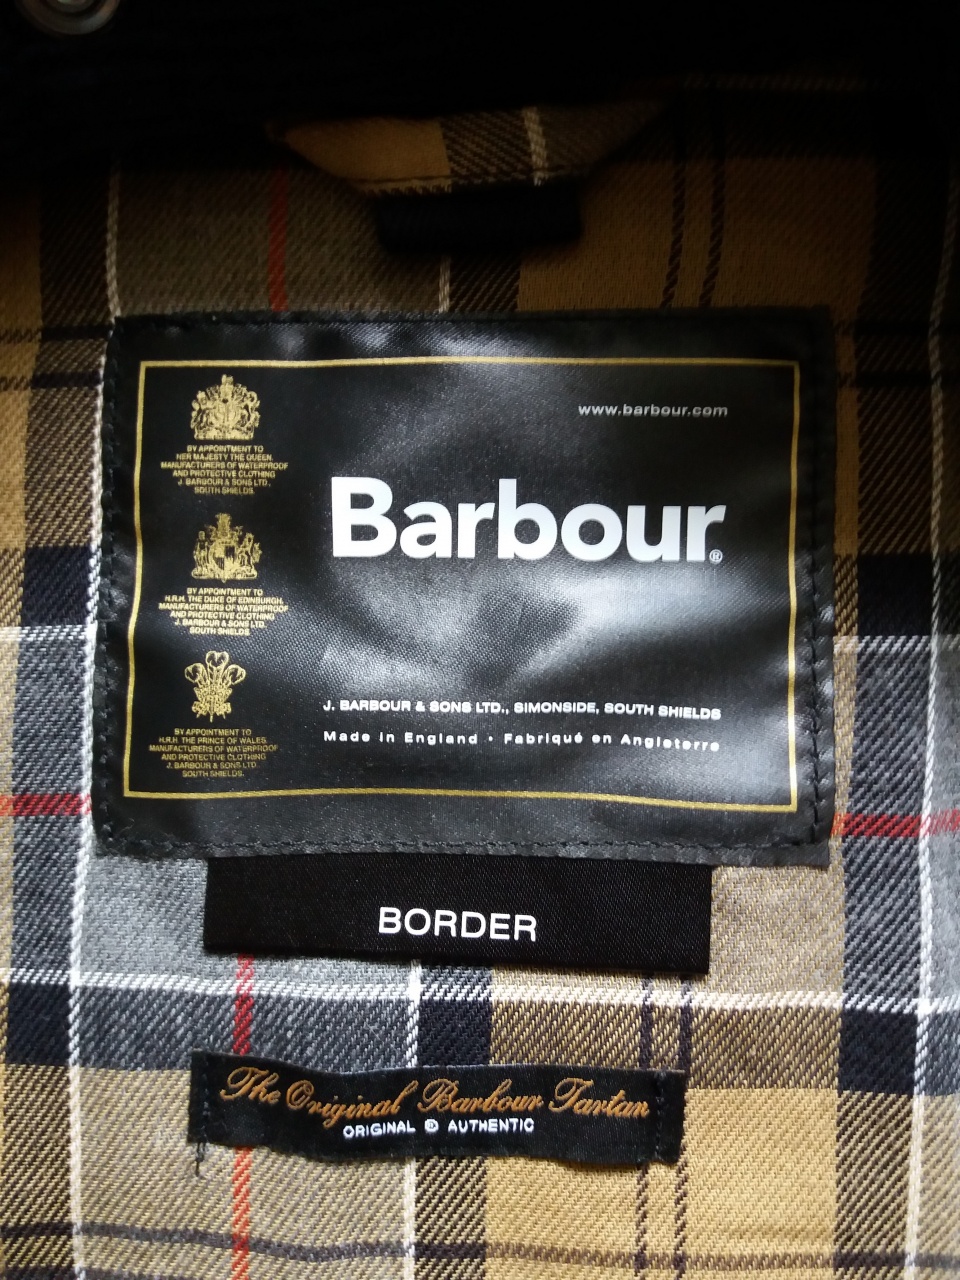 www.barbour.com
Barbour®
BY APPOINTMENT TO
HER MAJESTY THE QUEEN.
MANUFACTURERS OF WATERPROOF
AND PROTECTIVE CLOTHING
J. BARBOUR & SONS LTD.
SOUTH SHIELDS.
BY APPOINTMENT TO
H.R.H. THE DUKE OF EDINBURGH.
MANUFACTURERS OF WATERPROOF
AND PROTECTIVE CLOTHING
J. BARBOUR & SONS LTD.
SOUTH SHIELDS.
BY APPOINTMENT TO
H.R.H. THE PRINCE OF WALES.
MANUFACTURERS OF WATERPROOF
AND PROTECTIVE CLOTHING
J. BARBOUR & SONS LTD.
SOUTH SHIELDS.
J. BARBOUR & SONS LTD., SIMONSIDE, SOUTH SHIELDS
Made in England • Fabriqué en Angleterre
BORDER
The Original Barbour Tartan
ORIGINAL ® AUTHENTIC